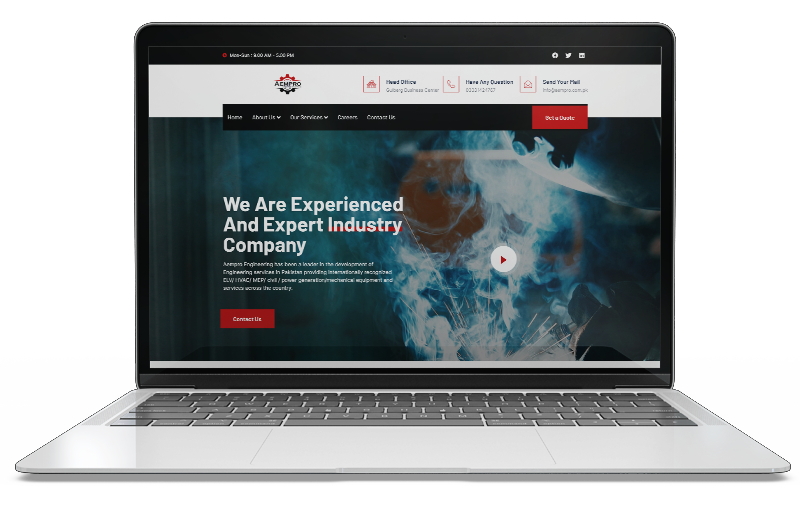 Mon-Sun : 9.00 AM - 5.00 PM
AEMPRO
Head Office
Gulberg Business Center
Have Any Question
Send Your Mail
info@aempro.com.pk
Home About Us Our Services Careers Contact Us
Get a Quote
We Are Experienced
And Expert Industry
Company
Aempro Engineering has been a leader in the development of
Engineering services in Pakistan providing internationally recognized
ELV/ HVAC/ MEP/ civil / power generation/mechanical equipment and
services across the country.
Contact Us